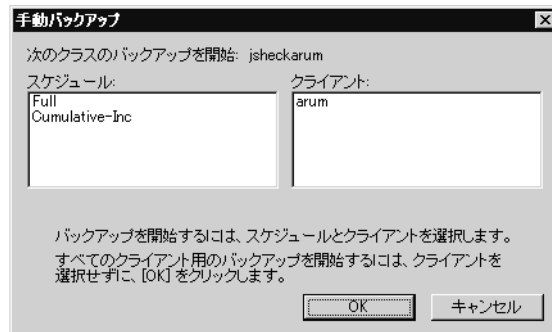 手動バックアップ
次のクラスのバックアップを開始: jsheckarum
スケジュール:
Full
Cumulative-Inc
クライアント:
arum
バックアップを開始するには、スケジュールとクライアントを選択します。
すべてのクライアント用のバックアップを開始するには、クライアントを
選択せずに、[OK] をクリックします。
OK
キャンセル